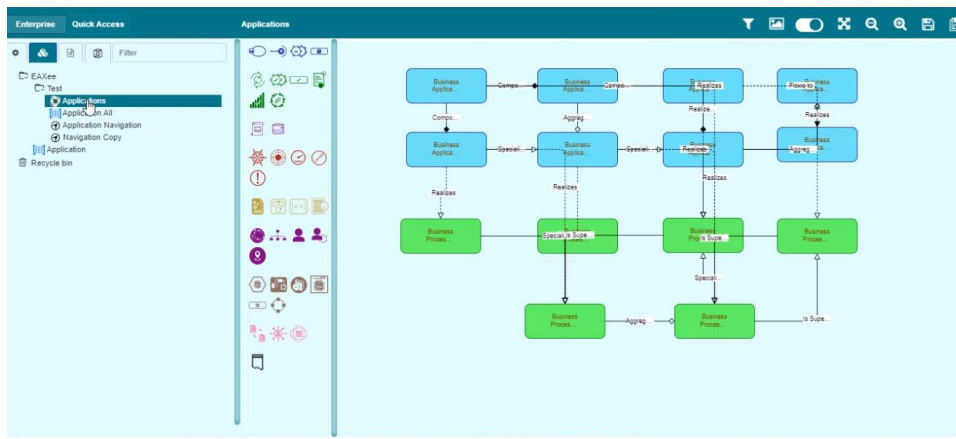 Enterprise Quick Access Applications
Filter
EAXee
Test
Applications
Application All
Application Navigation
Navigation Copy
Application
Recycle bin
Business
Applica...
Business
Applica...
Realizes
Business
Applica...
Compo...
Compo...
Flows to
Realize...
Realizes
Compo...
Aggreg...
Business
Applica...
Business
Applica...
Realizes
Aggreg...
Speciali...
Speciali...
Realizes
Realizes
Realizes
Business
Proces...
Speciali...
Is Supe...
Business
Is Supe...
Business
Proces...
Speciali...
Business
Proces...
Business
Proces...
Aggreg...
Is Supe...